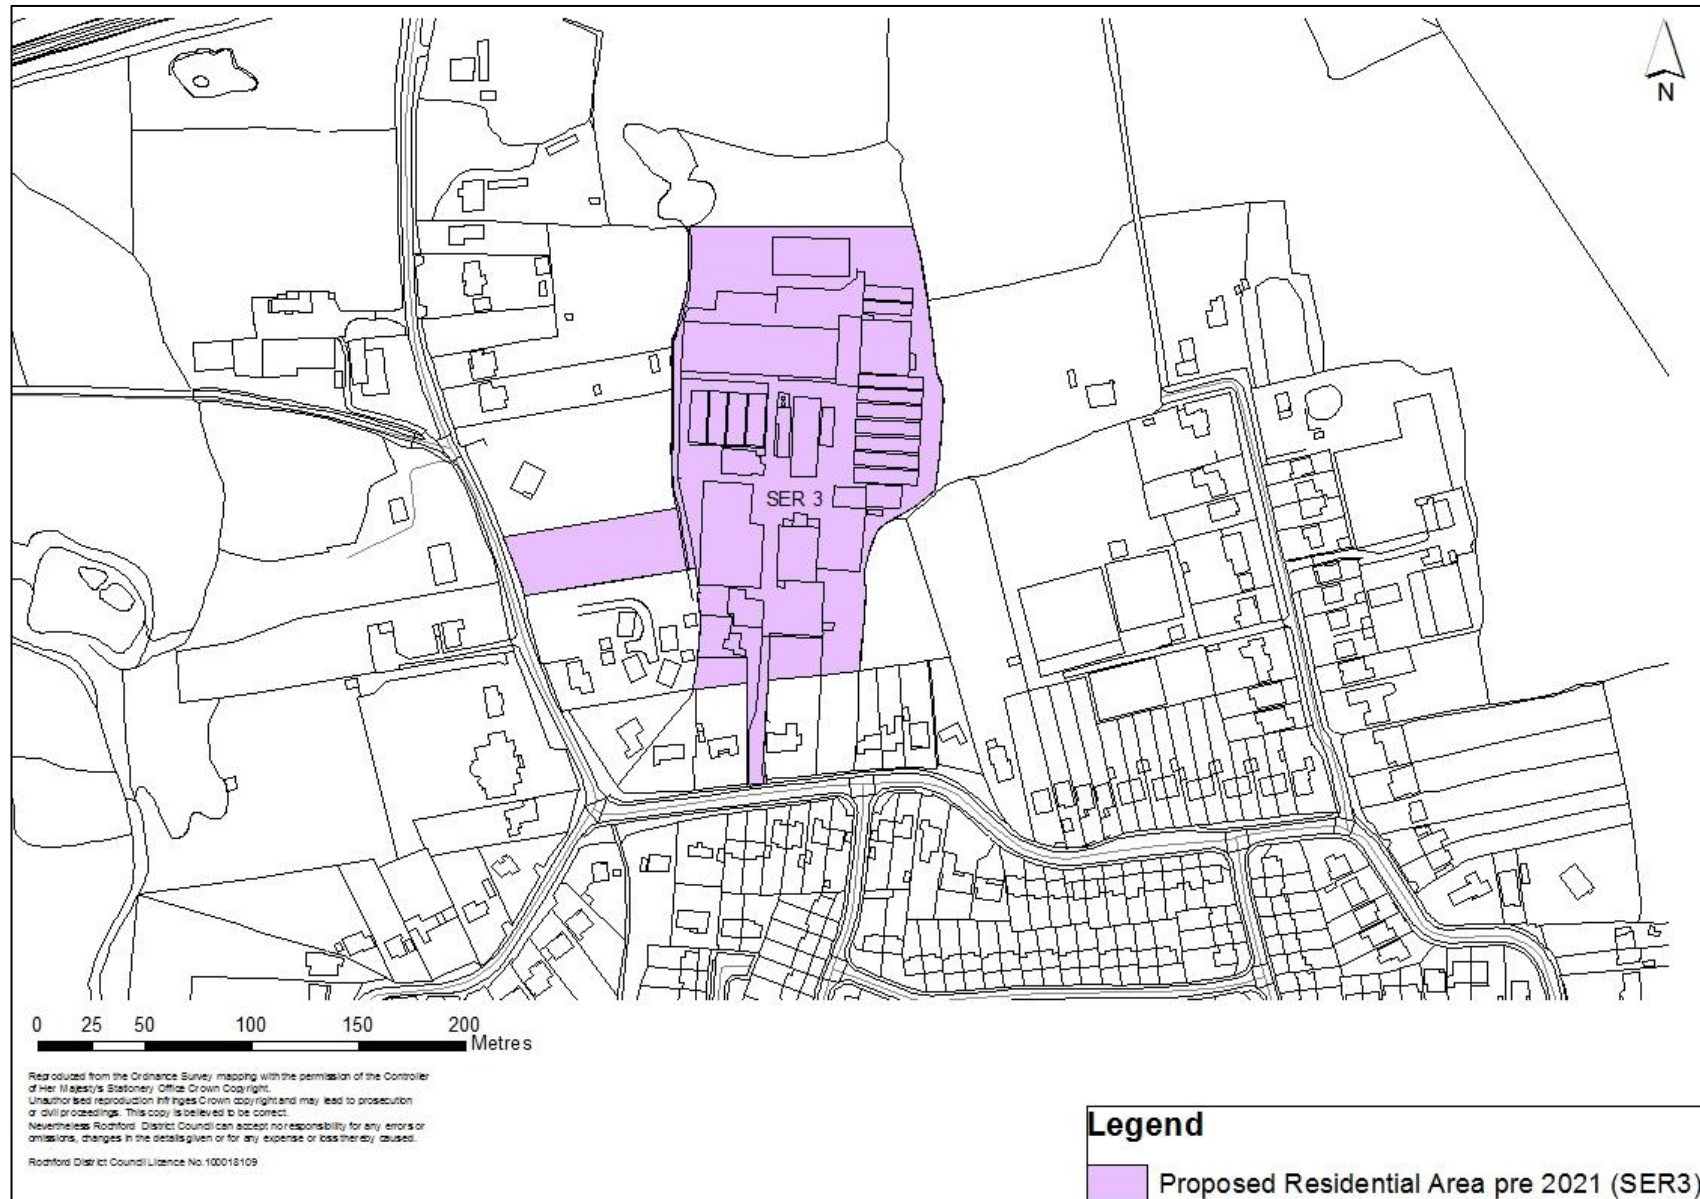 N
SER 3
0 25 50 100 150 200
Metres
Reproduced from the Ordnance Survey mapping with the permission of the Controller
of Her Majesty's Stationery Office Crown Copyright.
Unauthorised reproduction infringes Crown copyright and may lead to prosecution
or civil proceedings. This copy is believed to be correct.
Nevertheless Rochford District Council can accept no responsibility for any errors or
omissions, changes in the details given or for any expense or loss thereby caused.
Rochford District Council Licence No.100018109
Legend
Proposed Residential Area pre 2021 (SER3)